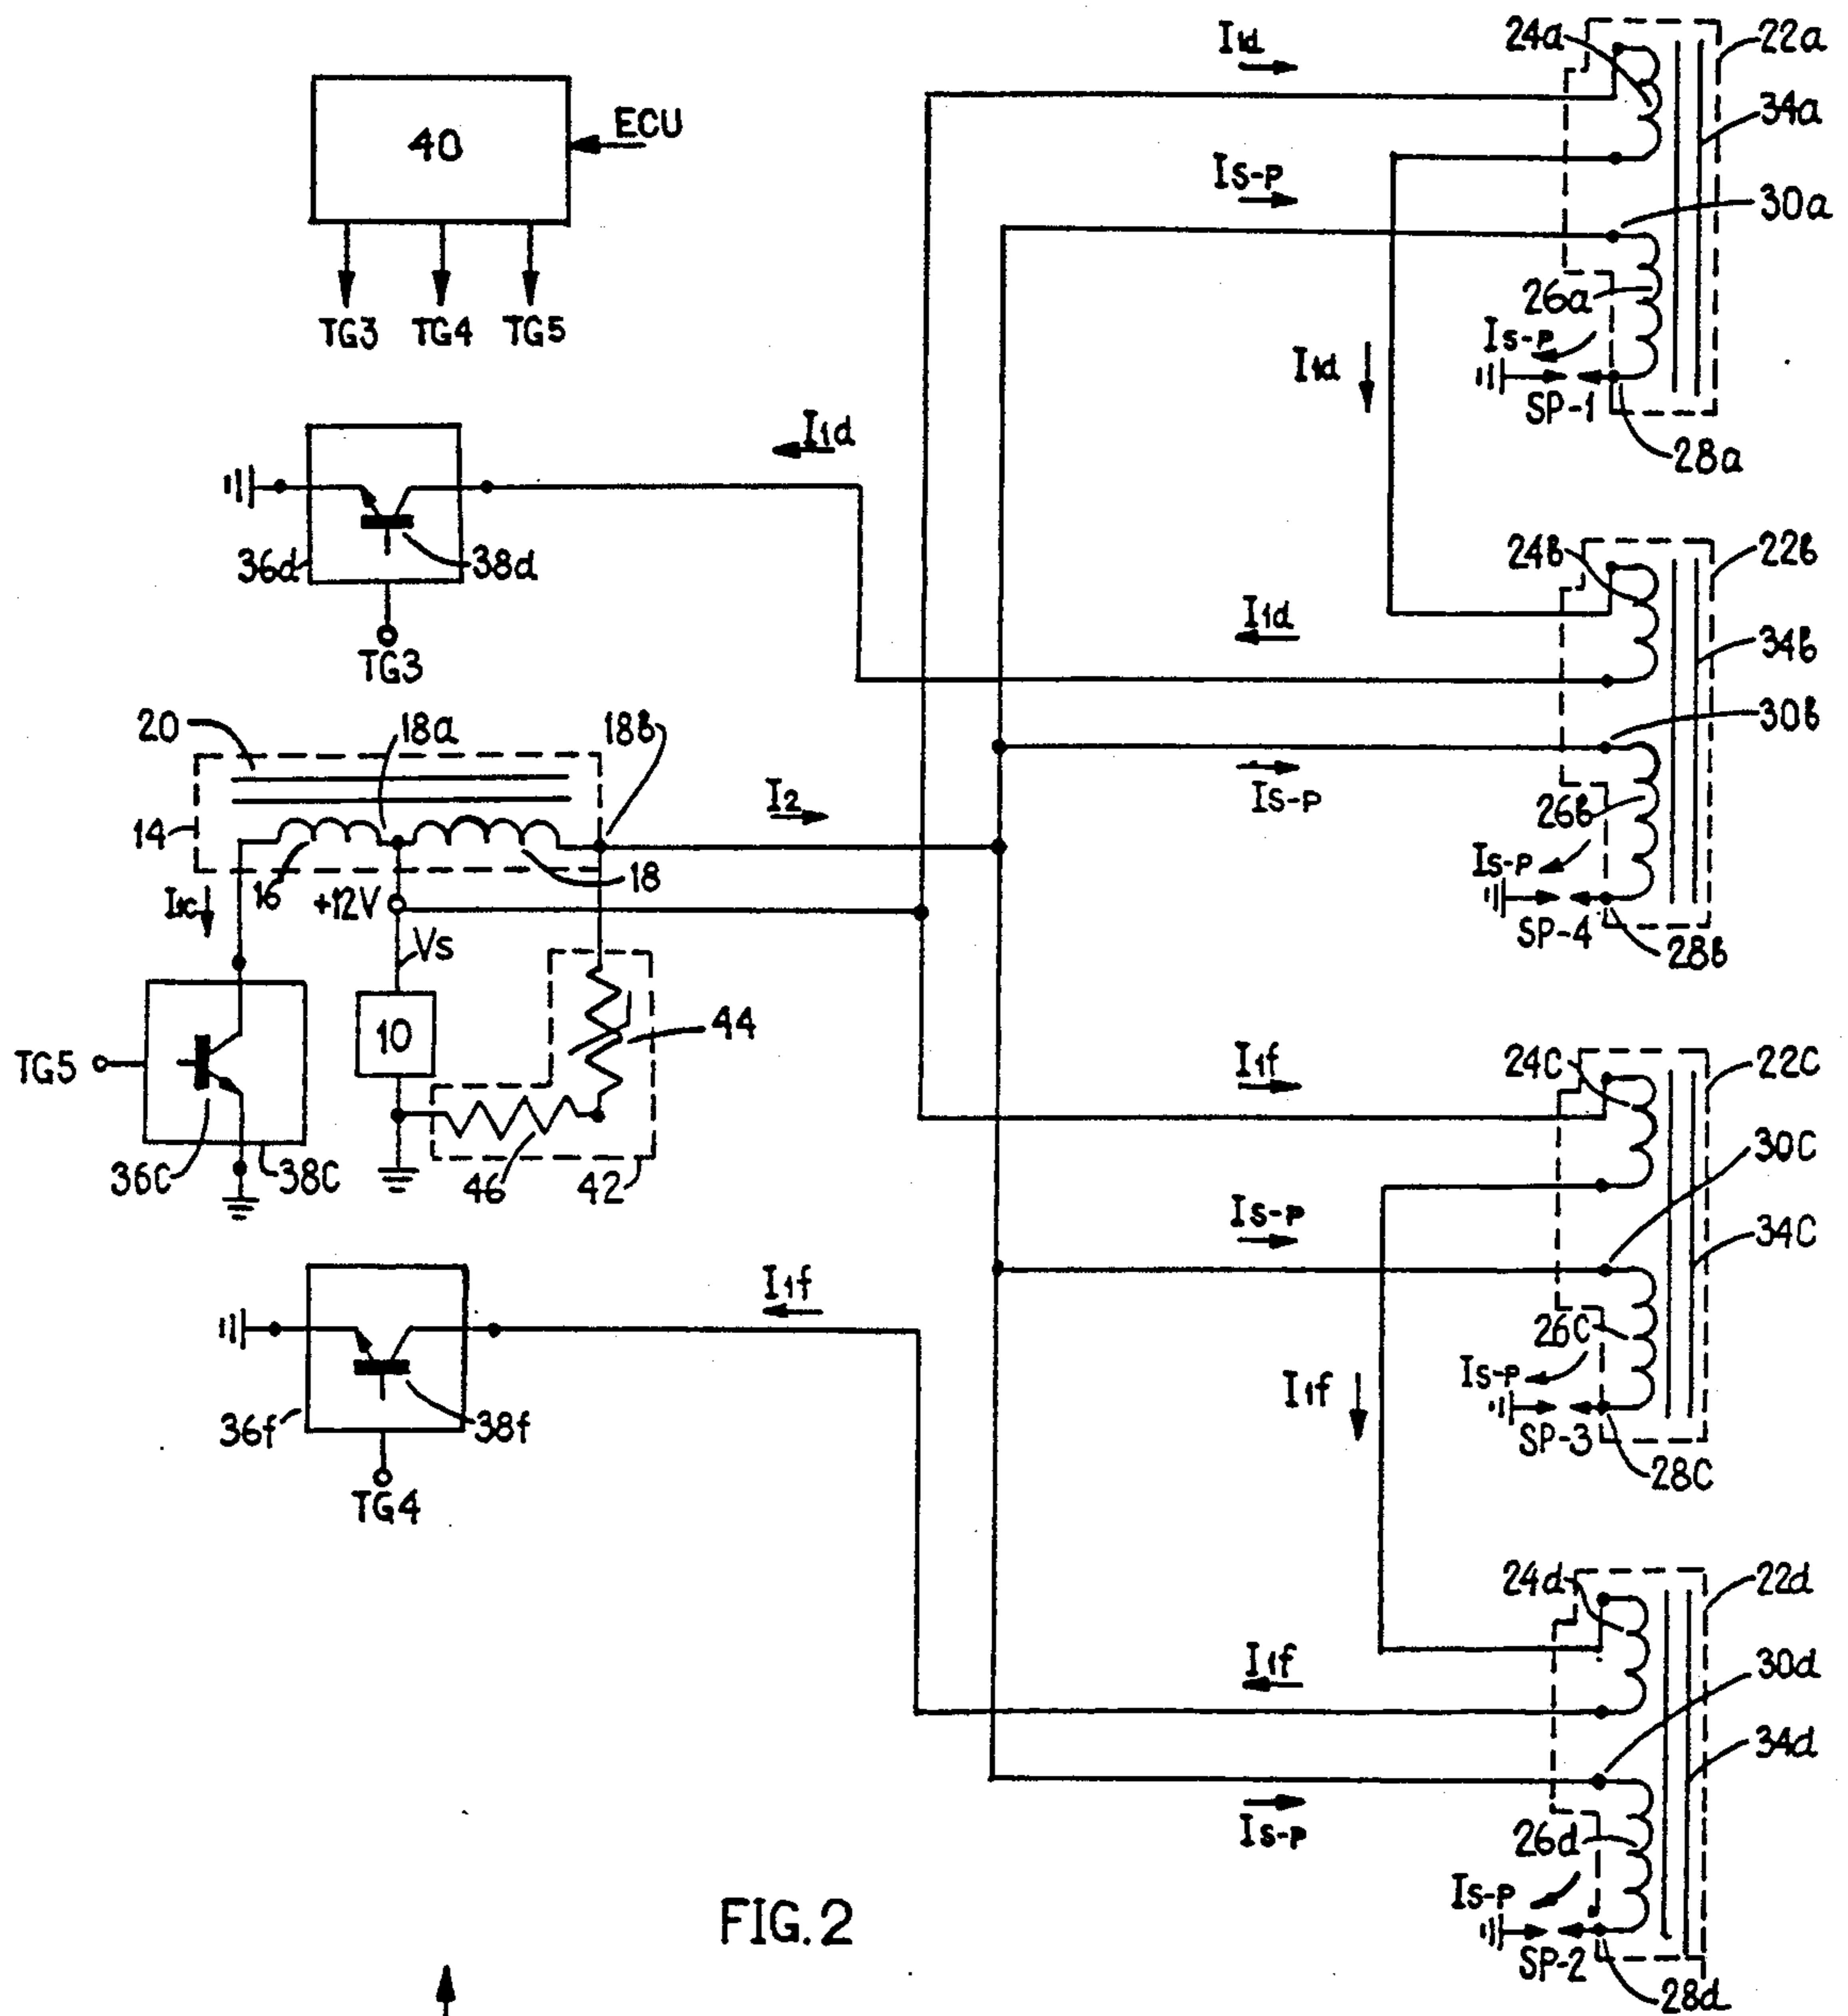 I1d
24a
22a
40
ECU
34a
Is-p
30a
TG3
TG4
TG5
26a
Is-p
I1d
SP-1
I1d
28a
36d
38d
24b
22b
TG3
I1d
34b
20
18a
18b
30b
I2
Is-p
14
26b
16
18
Is-p
I1c
+12V
SP-4
28b
Vs
10
44
TG5
I1f
24c
22c
36c
38c
46
42
30c
Is-p
34c
I1f
26c
Is-p
I1f
36f
38f
SP-3
28c
TG4
24d
22d
I1f
30d
34d
Is-p
26d
Is-p
FIG. 2
SP-2
28d